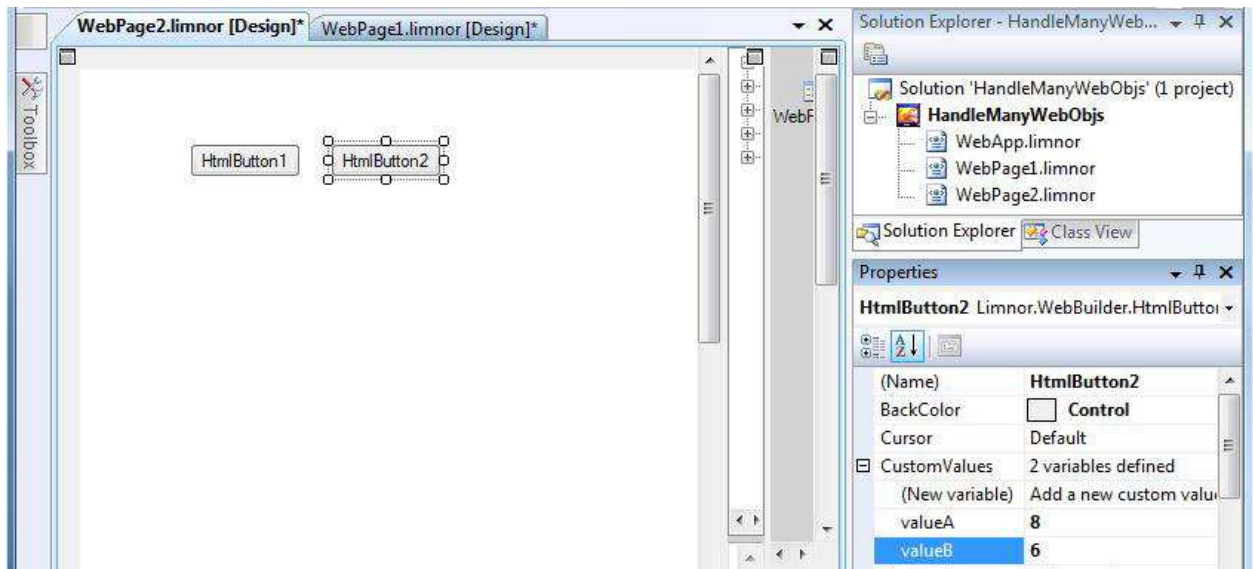 WebPage2.limnor [Design]* WebPage1.limnor [Design]*
Toolbox
HtmlButton1 HtmlButton2
WebF
Solution Explorer - HandleManyWeb...
Solution 'HandleManyWebObjs' (1 project)
HandleManyWebObjs
WebApp.limnor
WebPage1.limnor
WebPage2.limnor
Solution Explorer Class View
Properties
HtmlButton2 Limnor.WebBuilder.HtmlButto
(Name) HtmlButton2
BackColor Control
Cursor Default
CustomValues 2 variables defined
(New variable) Add a new custom valu
valueA 8
valueB 6